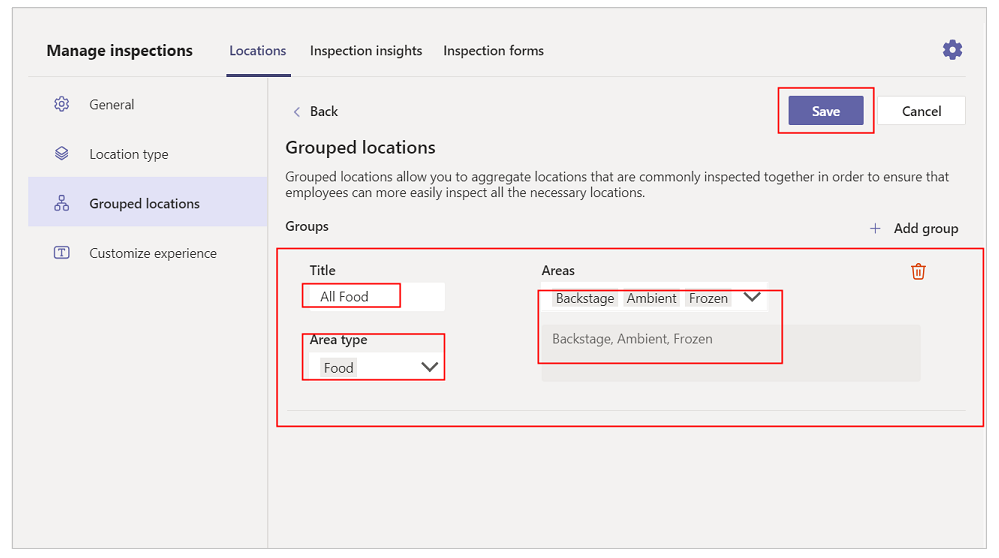 Manage inspections Locations Inspection insights Inspection forms
General
Location type
Grouped locations
Customize experience
Back Save Cancel
Grouped locations
Grouped locations allow you to aggregate locations that are commonly inspected together in order to ensure that
employees can more easily inspect all the necessary locations.
Groups + Add group
Title Areas
All Food Backstage Ambient Frozen
Area type Backstage, Ambient, Frozen
Food